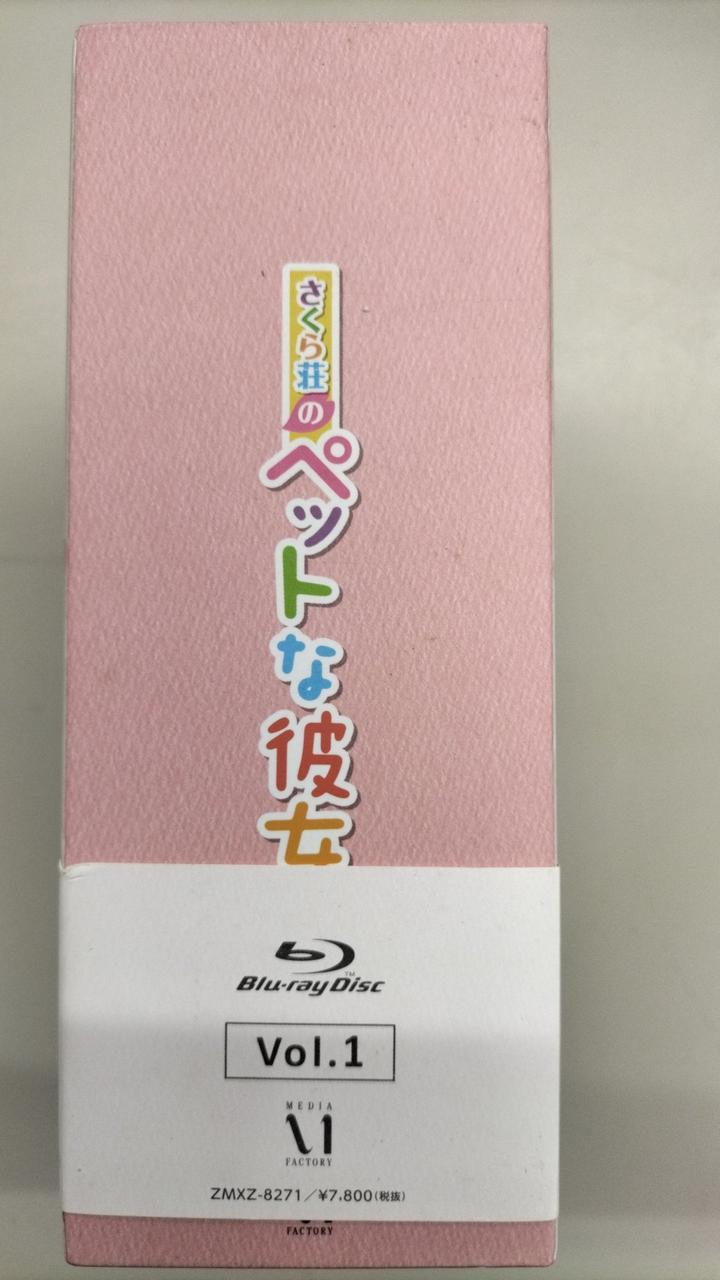 さくら荘の
ペットな彼女
Blu-ray Disc™
Vol.1
MEDIA
FACTORY
ZMXZ-8271／¥7,800(税抜)
FACTORY